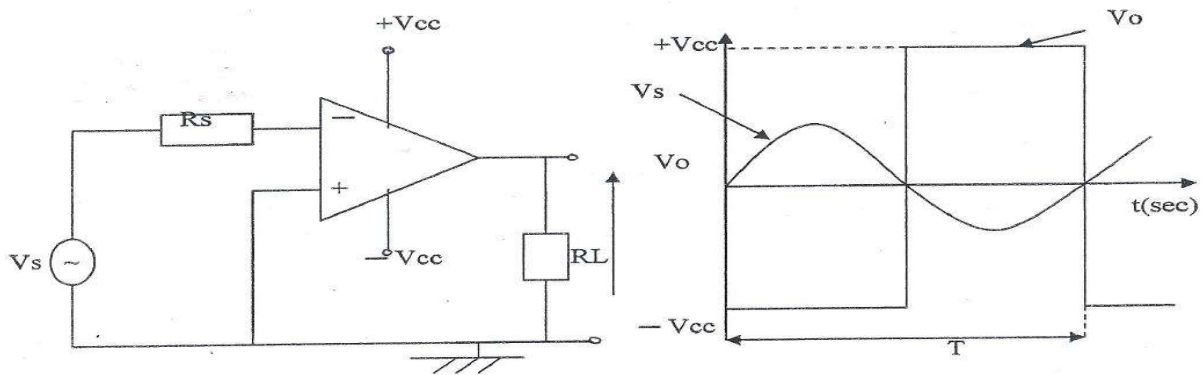 +Vcc
Rs
−
+
Vs
~
− Vcc
RL
+Vcc
Vo
Vs
Vo
t(sec)
− Vcc
T